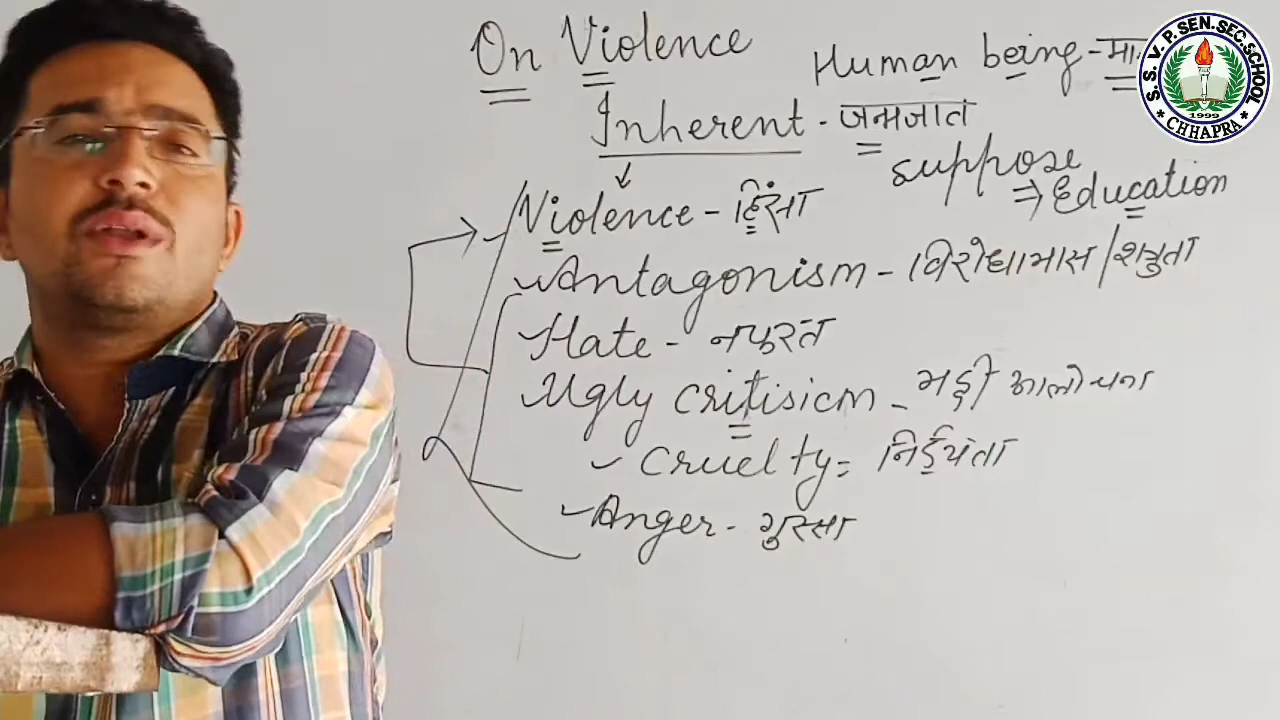 On Violence
Human being - मा
Inherent - जन्मजात
suppose
⇒ Education
Violence - हिंसा
Antagonism - विरोधाभास / शत्रुता
Hate - नफरत
Ugly critisicm - भद्दी आलोचना
Cruelty = निर्दयता
Anger - गुस्सा
S. S. V. P. SEN. SEC. SCHOOL
1999
* CHHAPRA *